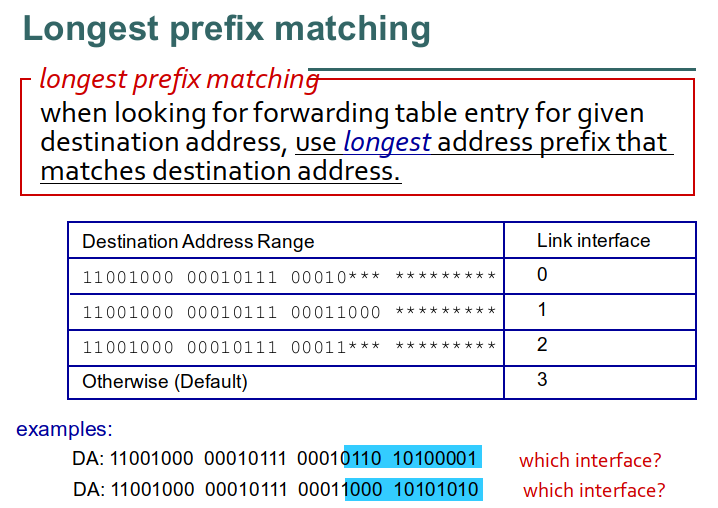 Longest prefix matching
longest prefix matching
when looking for forwarding table entry for given
destination address, use longest address prefix that
matches destination address.
Destination Address Range Link interface
11001000 00010111 00010*** ********* 0
11001000 00010111 00011000 ********* 1
11001000 00010111 00011*** ********* 2
Otherwise (Default) 3
examples:
DA: 11001000 00010111 00010110 10100001 which interface?
DA: 11001000 00010111 00011000 10101010 which interface?